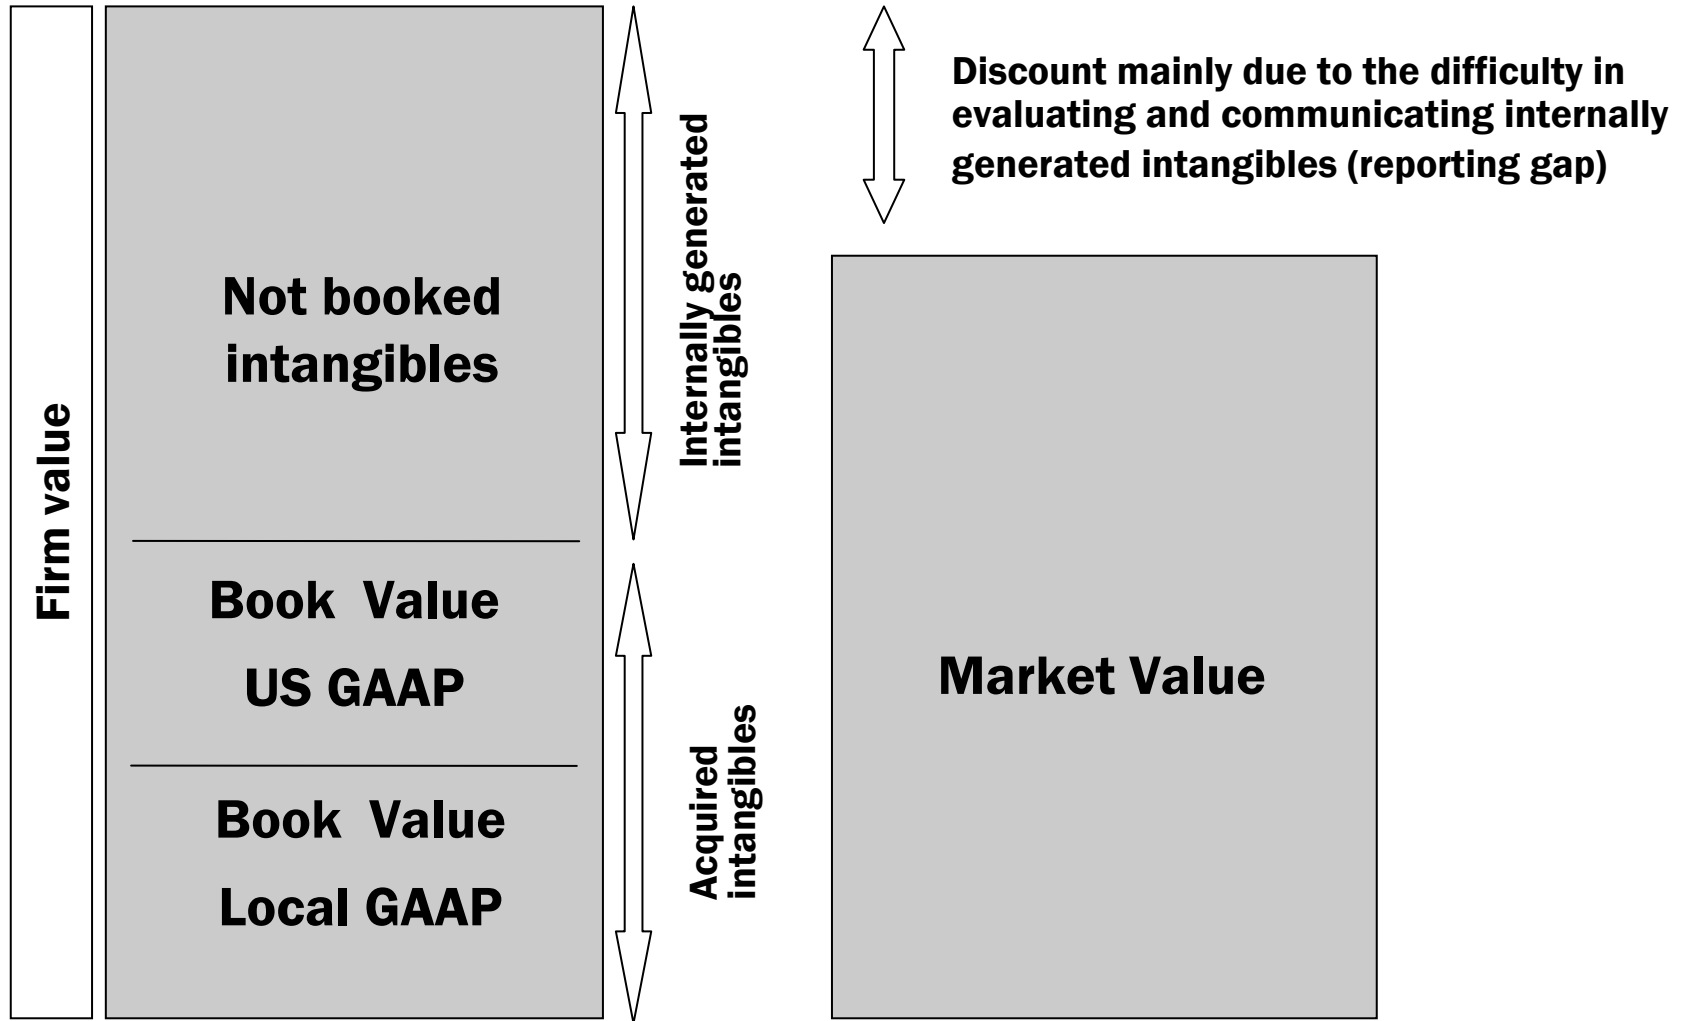 Firm value
Not booked
intangibles
Book Value
US GAAP
Book Value
Local GAAP
Internally generated
intangibles
Acquired
intangibles
Discount mainly due to the difficulty in
evaluating and communicating internally
generated intangibles (reporting gap)
Market Value